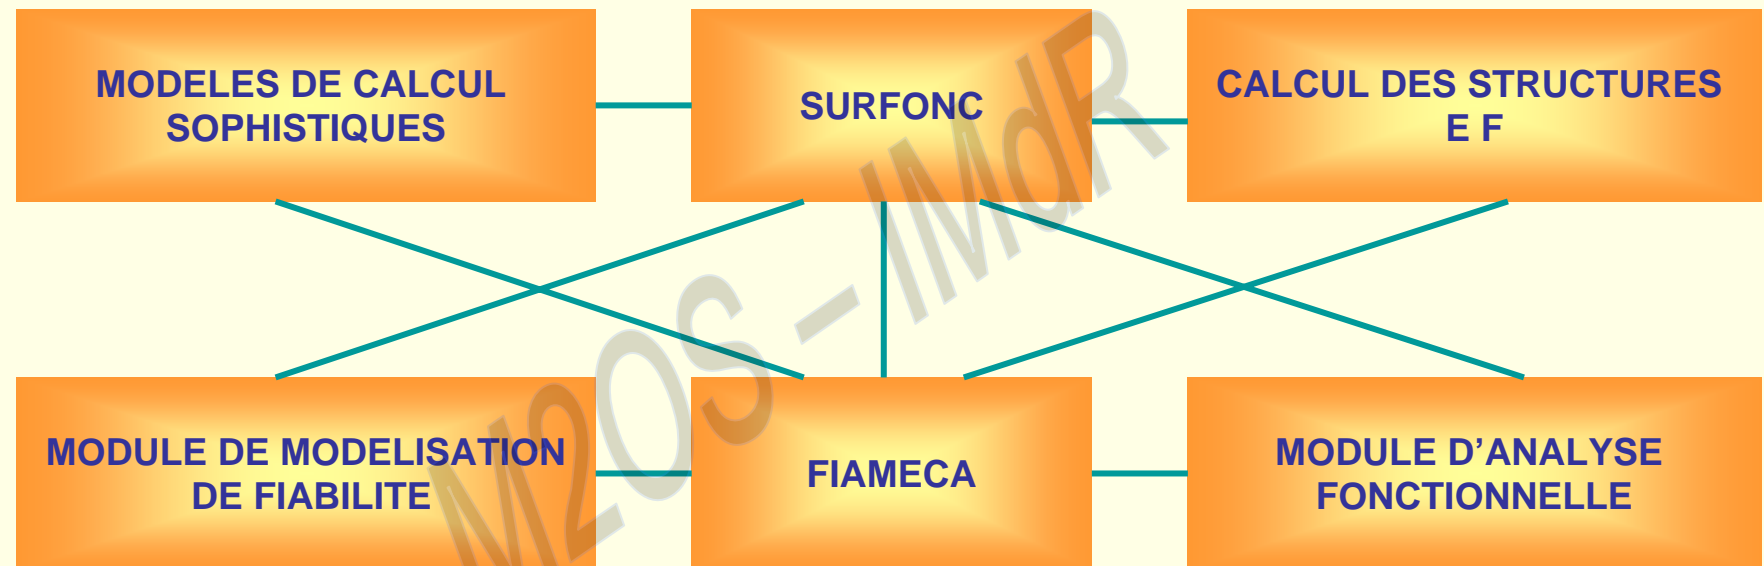 MODELES DE CALCUL
SOPHISTIQUES
SURFONC
CALCUL DES STRUCTURES
E F
MODULE DE MODELISATION
DE FIABILITE
FIAMECA
MODULE D’ANALYSE
FONCTIONNELLE
M2OS – IMdR